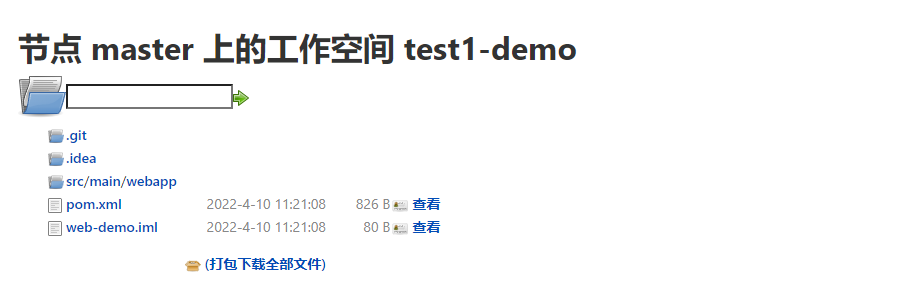 节点 master 上的工作空间 test1-demo
.git
.idea
src/main/webapp
pom.xml 2022-4-10 11:21:08 826 B 查看
web-demo.iml 2022-4-10 11:21:08 80 B 查看
(打包下载全部文件)